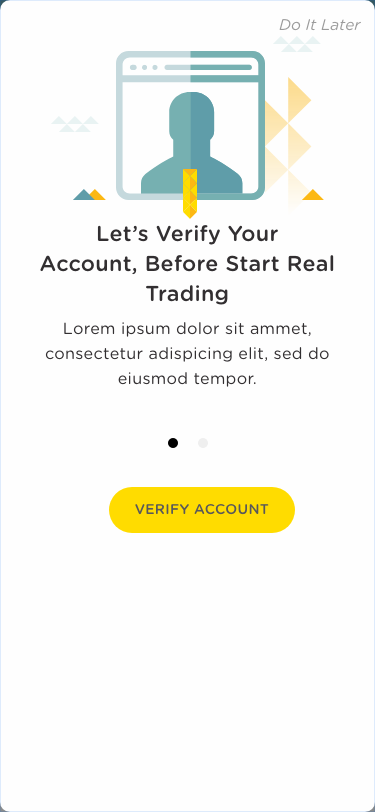 Do It Later
Let’s Verify Your
Account, Before Start Real
Trading
Lorem ipsum dolor sit ammet,
consectetur adispicing elit, sed do
eiusmod tempor.
VERIFY ACCOUNT